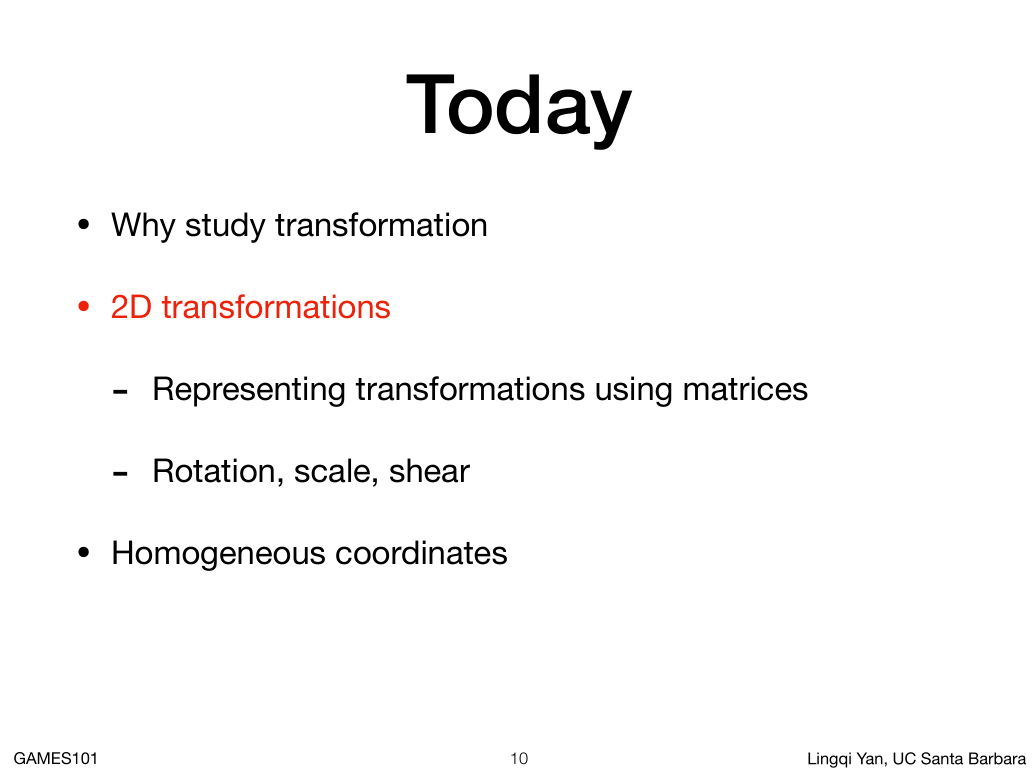 Today
• Why study transformation
• 2D transformations
- Representing transformations using matrices
- Rotation, scale, shear
• Homogeneous coordinates
GAMES101
10
Lingqi Yan, UC Santa Barbara